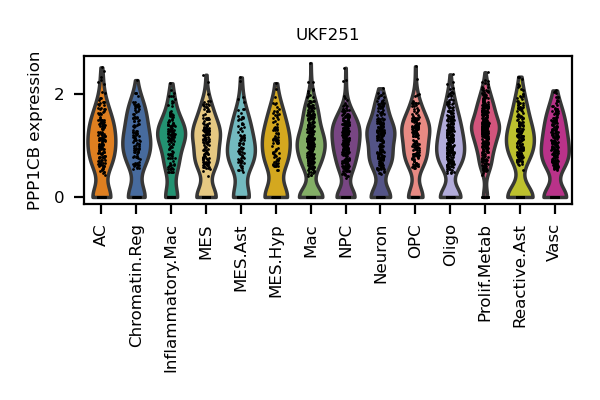 UKF251
PPP1CB expression
2
0
AC
Chromatin.Reg
Inflammatory.Mac
MES
MES.Ast
MES.Hyp
Mac
NPC
Neuron
OPC
Oligo
Prolif.Metab
Reactive.Ast
Vasc